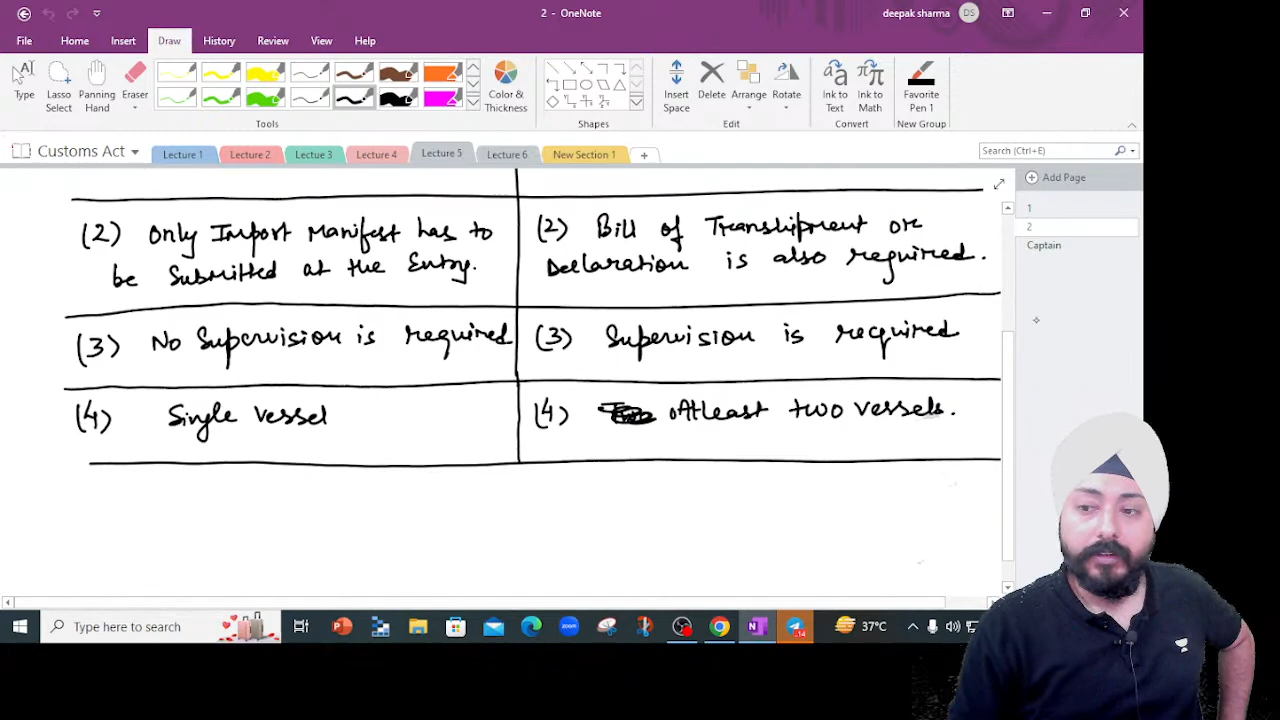 2 - OneNote
deepak sharma DS
File Home Insert Draw History Review View Help
Type Lasso Select Panning Hand Eraser Color & Thickness Insert Space Delete Arrange Rotate Ink to Text Ink to Math Favorite Pen 1
Tools Shapes Edit Convert New Group
Customs Act Lecture 1 Lecture 2 Lectue 3 Lecture 4 Lecture 5 Lecture 6 New Section 1 Search (Ctrl+E)
Add Page
1
2
Captain
(2) Only Import Manifest has to
be Submitted at the Entry.
(2) Bill of Transhipment or
Declaration is also required.
(3) No Supervision is required
(3) Supervision is required
(4) Single vessel
(4) Atleast two vessels.
Type here to search
14
37°C